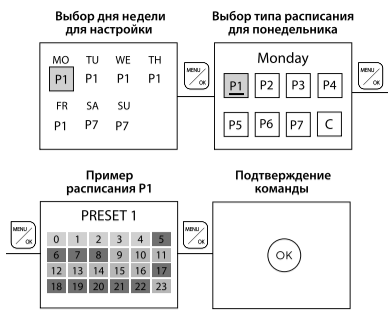 Выбор дня недели
для настройки
MO TU WE TH
P1 P1 P1 P1
FR SA SU
P1 P7 P7
MENU
OK
Выбор типа расписания
для понедельника
Monday
P1 P2 P3 P4
P5 P6 P7 C
MENU
OK
MENU
OK
Пример
расписания P1
PRESET 1
0 1 2 3 4 5
6 7 8 9 10 11
12 13 14 15 16 17
18 19 20 21 22 23
MENU
OK
Подтверждение
команды
OK